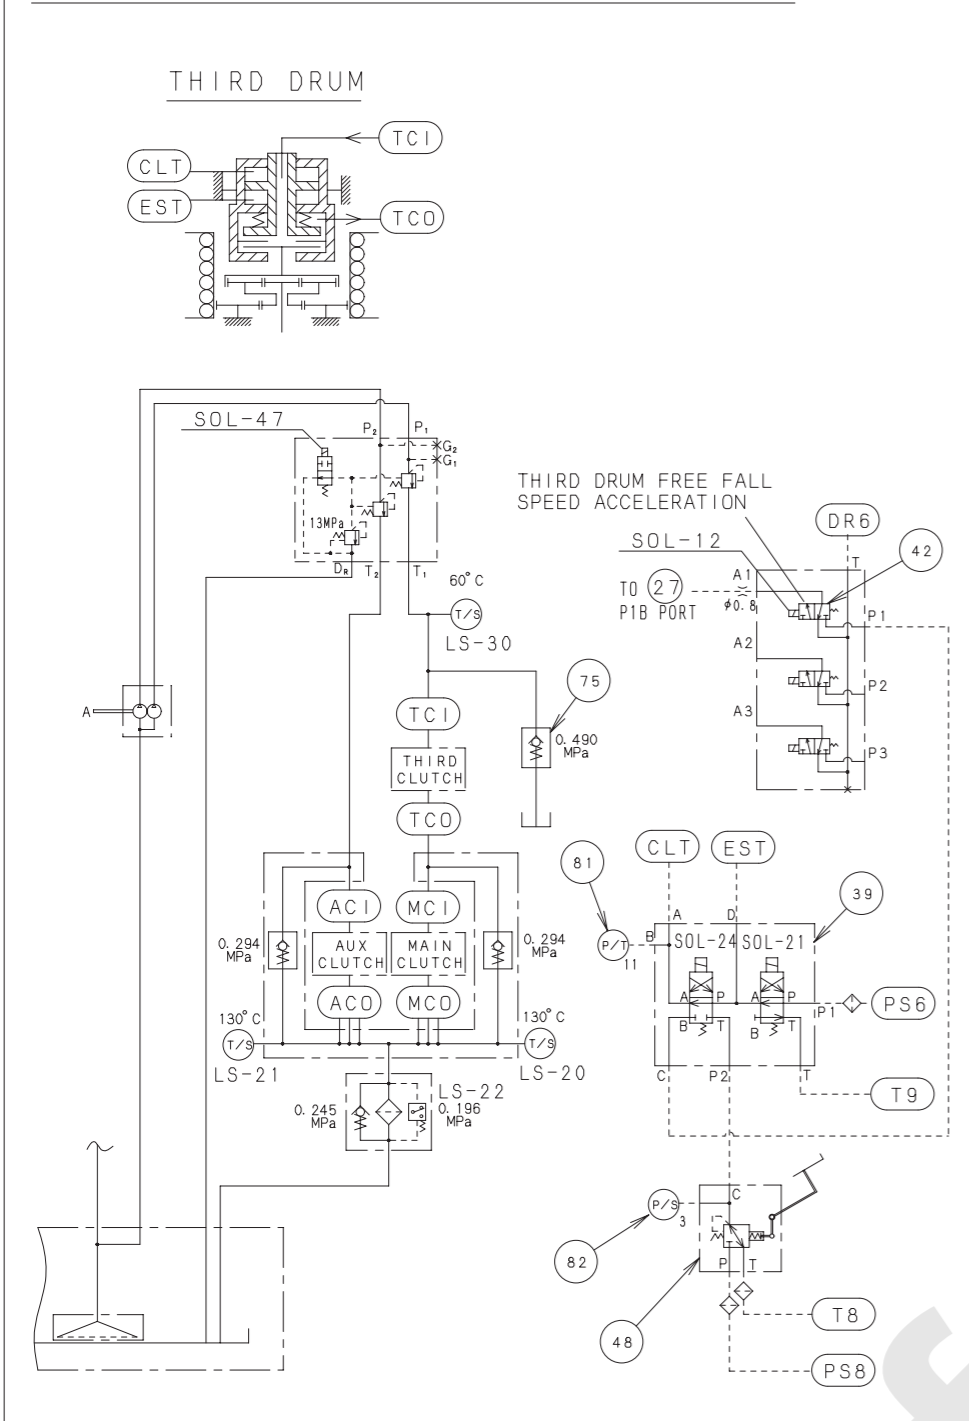 THIRD DRUM
TCI
CLT
EST
TCO
SOL-47
P2 P1
G2
G1
13MPa
DR T2 T1
60°C
T/S
LS-30
A
TCI
THIRD
CLUTCH
TCO
75
0.490
MPa
THIRD DRUM FREE FALL
SPEED ACCELERATION
SOL-12
DR6
42
T
A1
TO 27
P1B PORT
φ0.8
P1
A2
P2
A3
P3
ACI
MCI
0.294
MPa
AUX
CLUTCH
MAIN
CLUTCH
0.294
MPa
ACO
MCO
130°C
T/S
LS-21
130°C
T/S
LS-20
LS-22
0.245
MPa
0.196
MPa
81
CLT
EST
39
A D
B
P/T
11
SOL-24 SOL-21
A P A P
B T B T
P1
PS6
C P2 T
T9
P/S
3
C
82
P T
48
T8
PS8